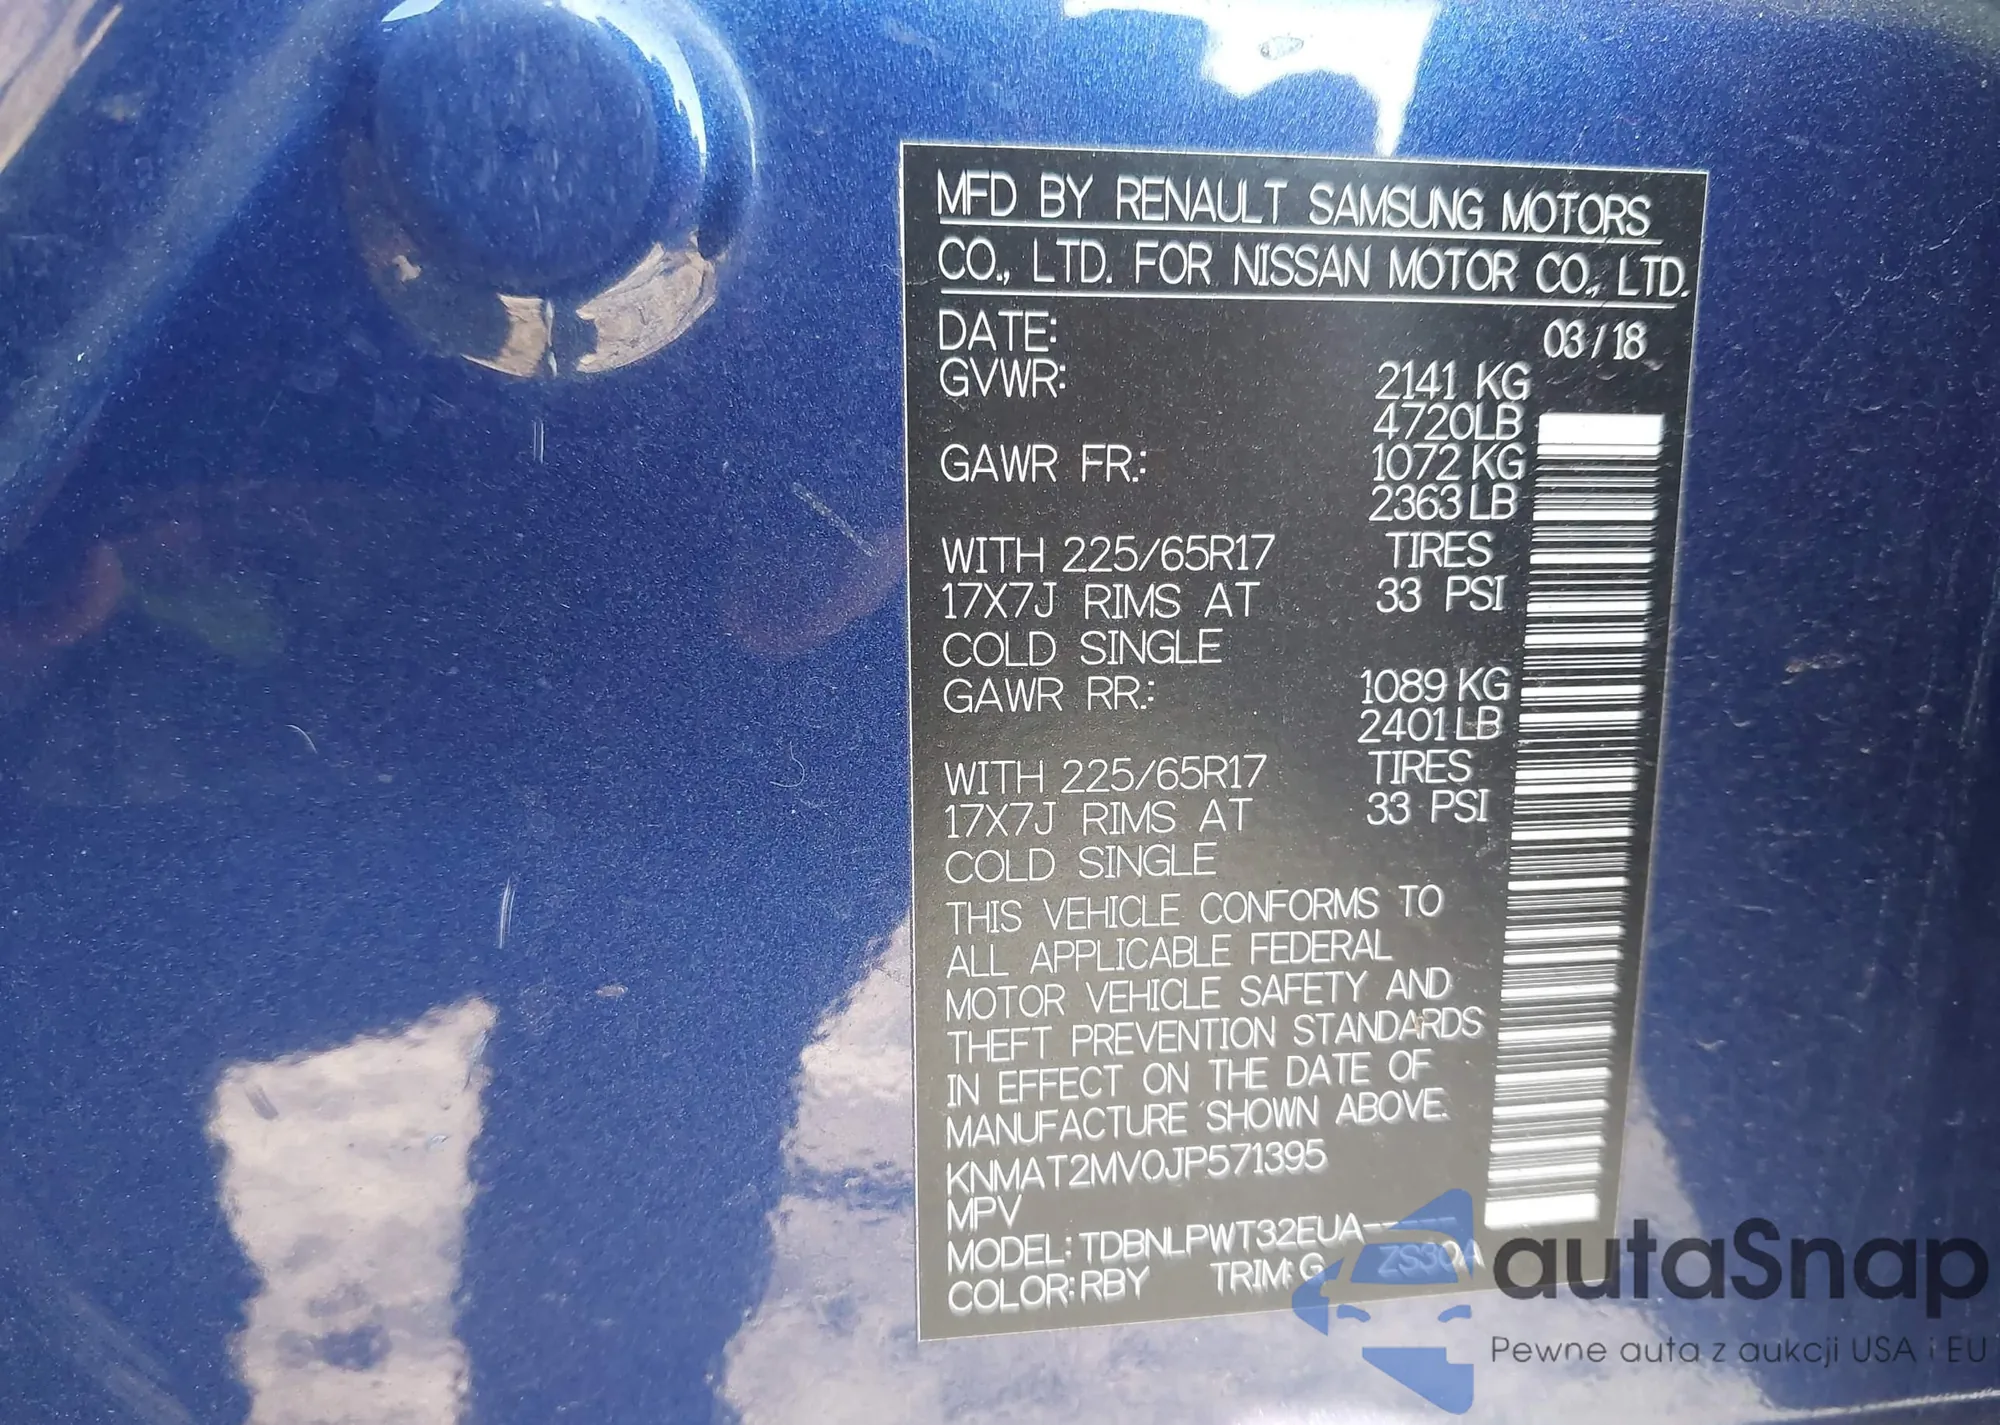 MFD BY RENAULT SAMSUNG MOTORS
CO., LTD. FOR NISSAN MOTOR CO., LTD.
DATE: 03/18
GVWR: 2141 KG
4720LB
GAWR FR.: 1072 KG
2363 LB
WITH 225/65R17 TIRES
17X7J RIMS AT 33 PSI
COLD SINGLE
GAWR RR.: 1089 KG
2401 LB
WITH 225/65R17 TIRES
17X7J RIMS AT 33 PSI
COLD SINGLE
THIS VEHICLE CONFORMS TO
ALL APPLICABLE FEDERAL
MOTOR VEHICLE SAFETY AND
THEFT PREVENTION STANDARDS
IN EFFECT ON THE DATE OF
MANUFACTURE SHOWN ABOVE.
KNMAT2MV0JP571395
MPV
MODEL: TDBNLPWT32EUA-----
COLOR: RBY TRIM: G ZS30A
autaSnap
Pewne auta z aukcji USA i EU